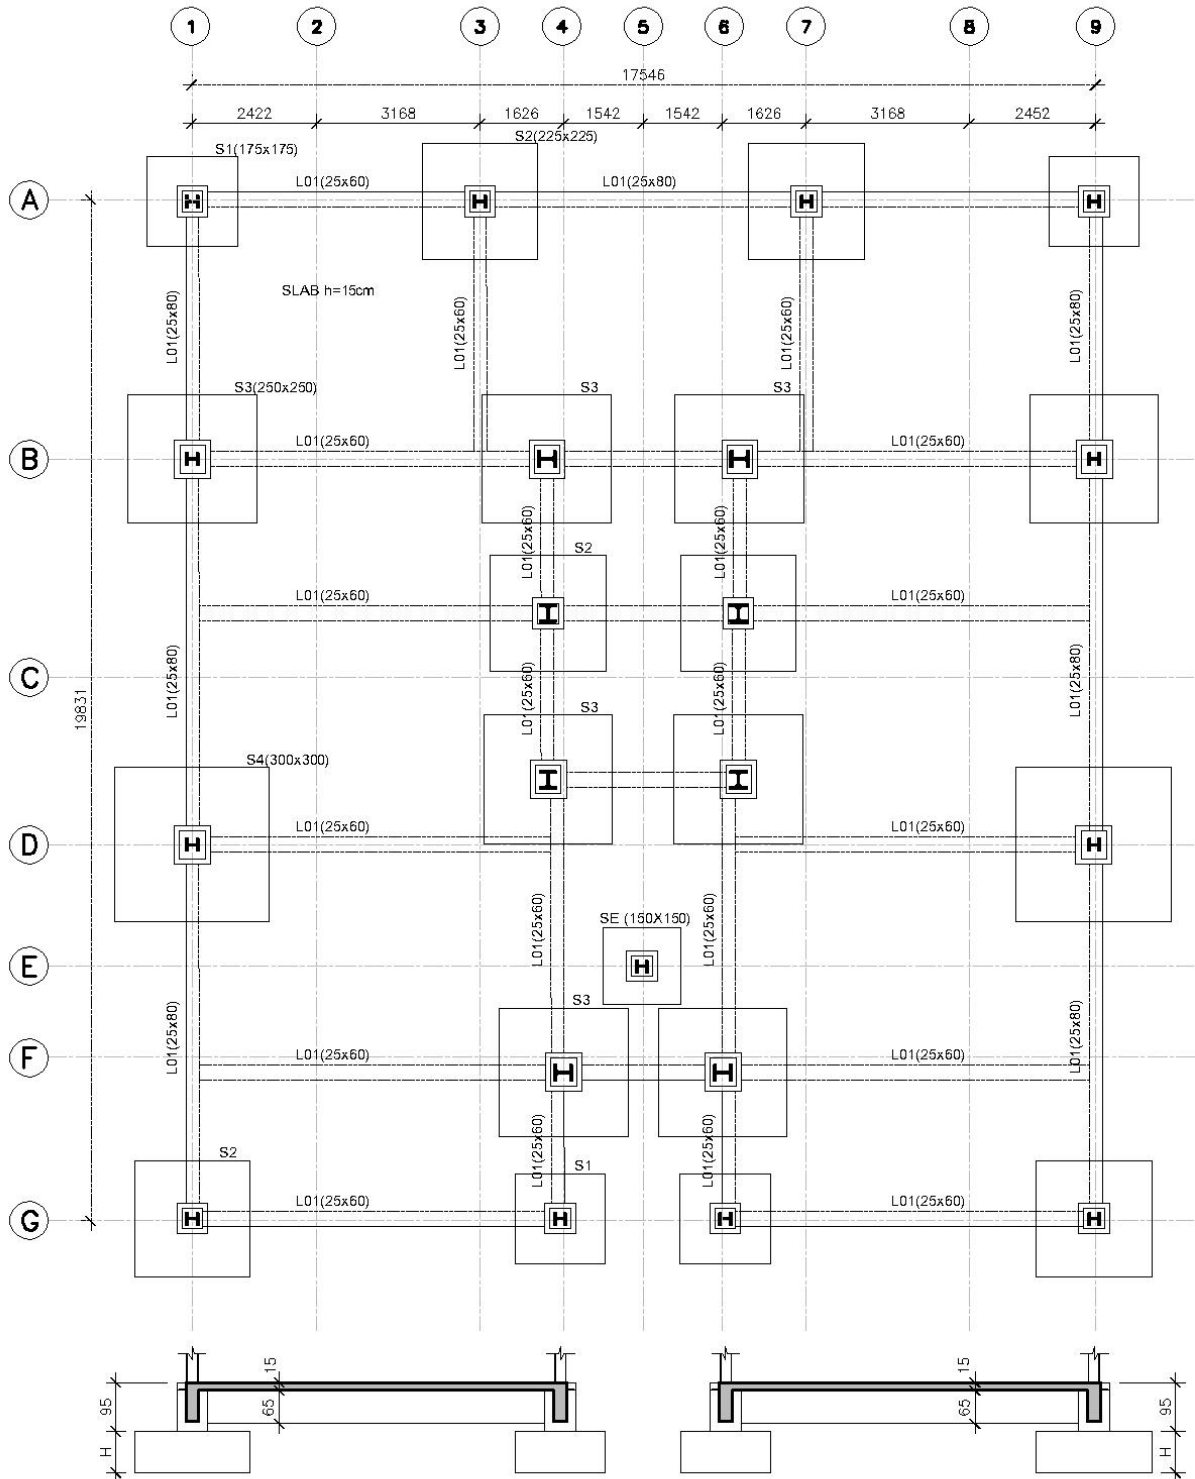 1 2 3 4 5 6 7 8 9
17546
2422 3168 1626 1542 1542 1626 3168 2452
S1(175x175) S2(225x225)
A L01(25x60) L01(25x80)
SLAB h=15cm
L01(25x80) L01(25x60) L01(25x60) L01(25x80)
S3(250x250) S3 S3
B L01(25x60) L01(25x60)
L01(25x60) L01(25x60)
S2
L01(25x60) L01(25x60)
C
L01(25x80) L01(25x60) L01(25x60) L01(25x80)
19831
S3
S4(300x300)
D L01(25x60) L01(25x60)
L01(25x60) L01(25x60)
SE (150X150)
E
S3
L01(25x80) L01(25x80)
F L01(25x60) L01(25x60)
L01(25x60) L01(25x60)
S2 S1
G L01(25x60) L01(25x60)
15 15
95 65 65 95
H H